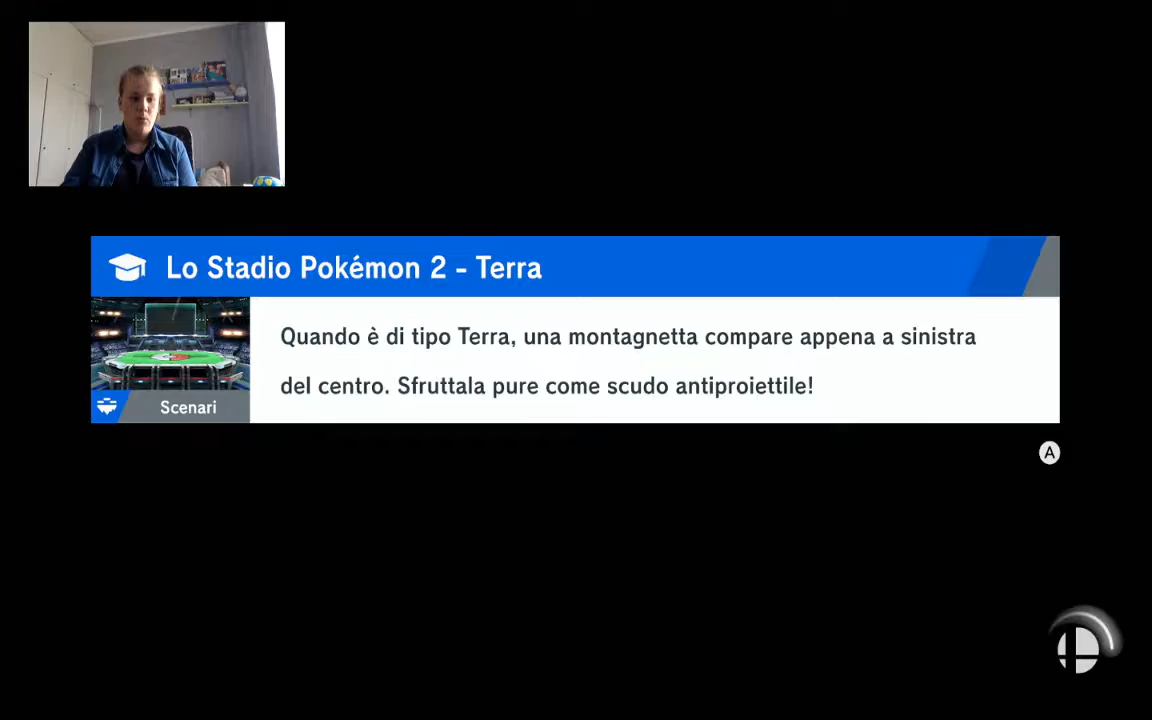 Lo Stadio Pokémon 2 - Terra
Quando è di tipo Terra, una montagnetta compare appena a sinistra
del centro. Sfruttala pure come scudo antiproiettile!
Scenari
A